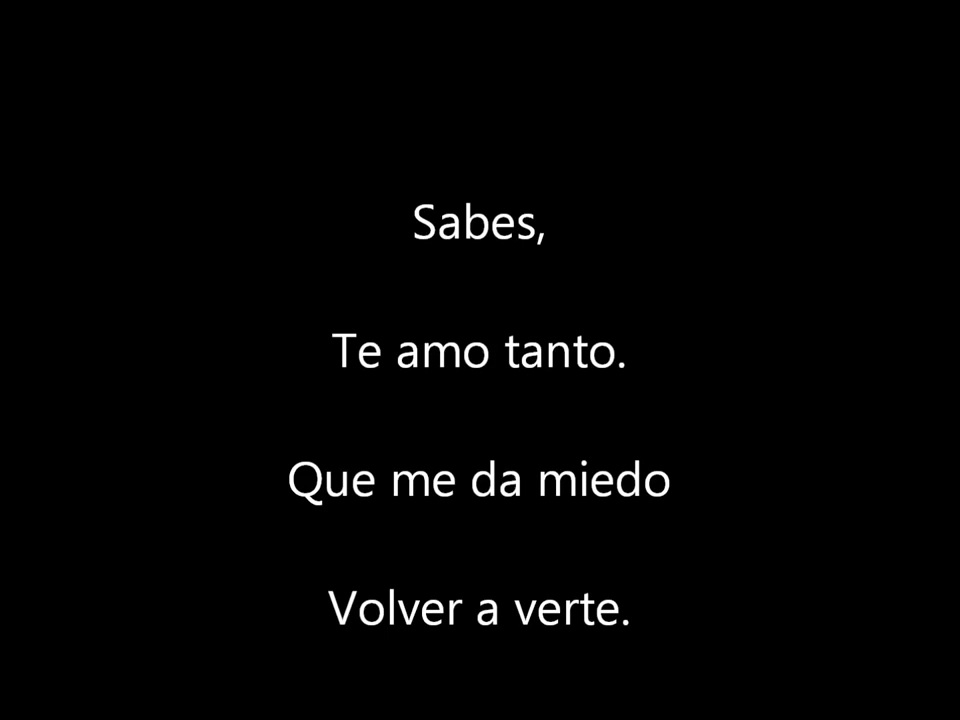 Sabes,
Te amo tanto.
Que me da miedo
Volver a verte.